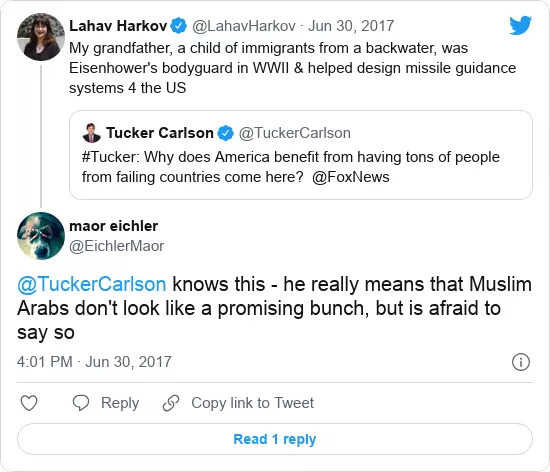 Lahav Harkov @LahavHarkov · Jun 30, 2017
My grandfather, a child of immigrants from a backwater, was
Eisenhower's bodyguard in WWII & helped design missile guidance
systems 4 the US
Tucker Carlson @TuckerCarlson
#Tucker: Why does America benefit from having tons of people
from failing countries come here? @FoxNews
maor eichler
@EichlerMaor
@TuckerCarlson knows this - he really means that Muslim
Arabs don't look like a promising bunch, but is afraid to
say so
4:01 PM · Jun 30, 2017
Reply Copy link to Tweet
Read 1 reply